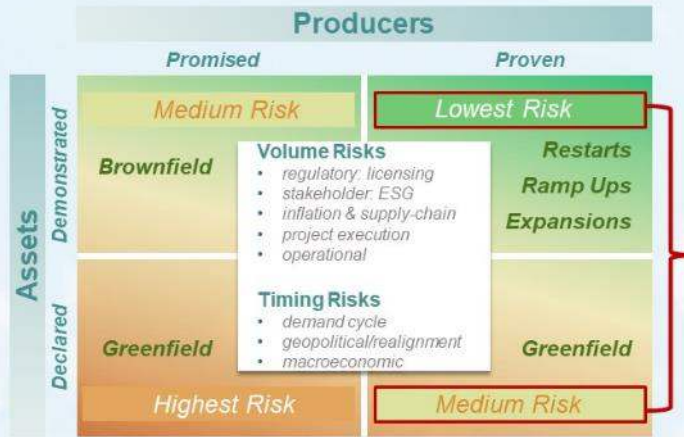 Producers
Promised
Proven
Assets
Demonstrated
Declared
Medium Risk
Lowest Risk
Brownfield
Restarts
Ramp Ups
Expansions
Volume Risks
• regulatory: licensing
• stakeholder: ESG
• inflation & supply-chain
• project execution
• operational
Timing Risks
• demand cycle
• geopolitical/realignment
• macroeconomic
Greenfield
Greenfield
Highest Risk
Medium Risk